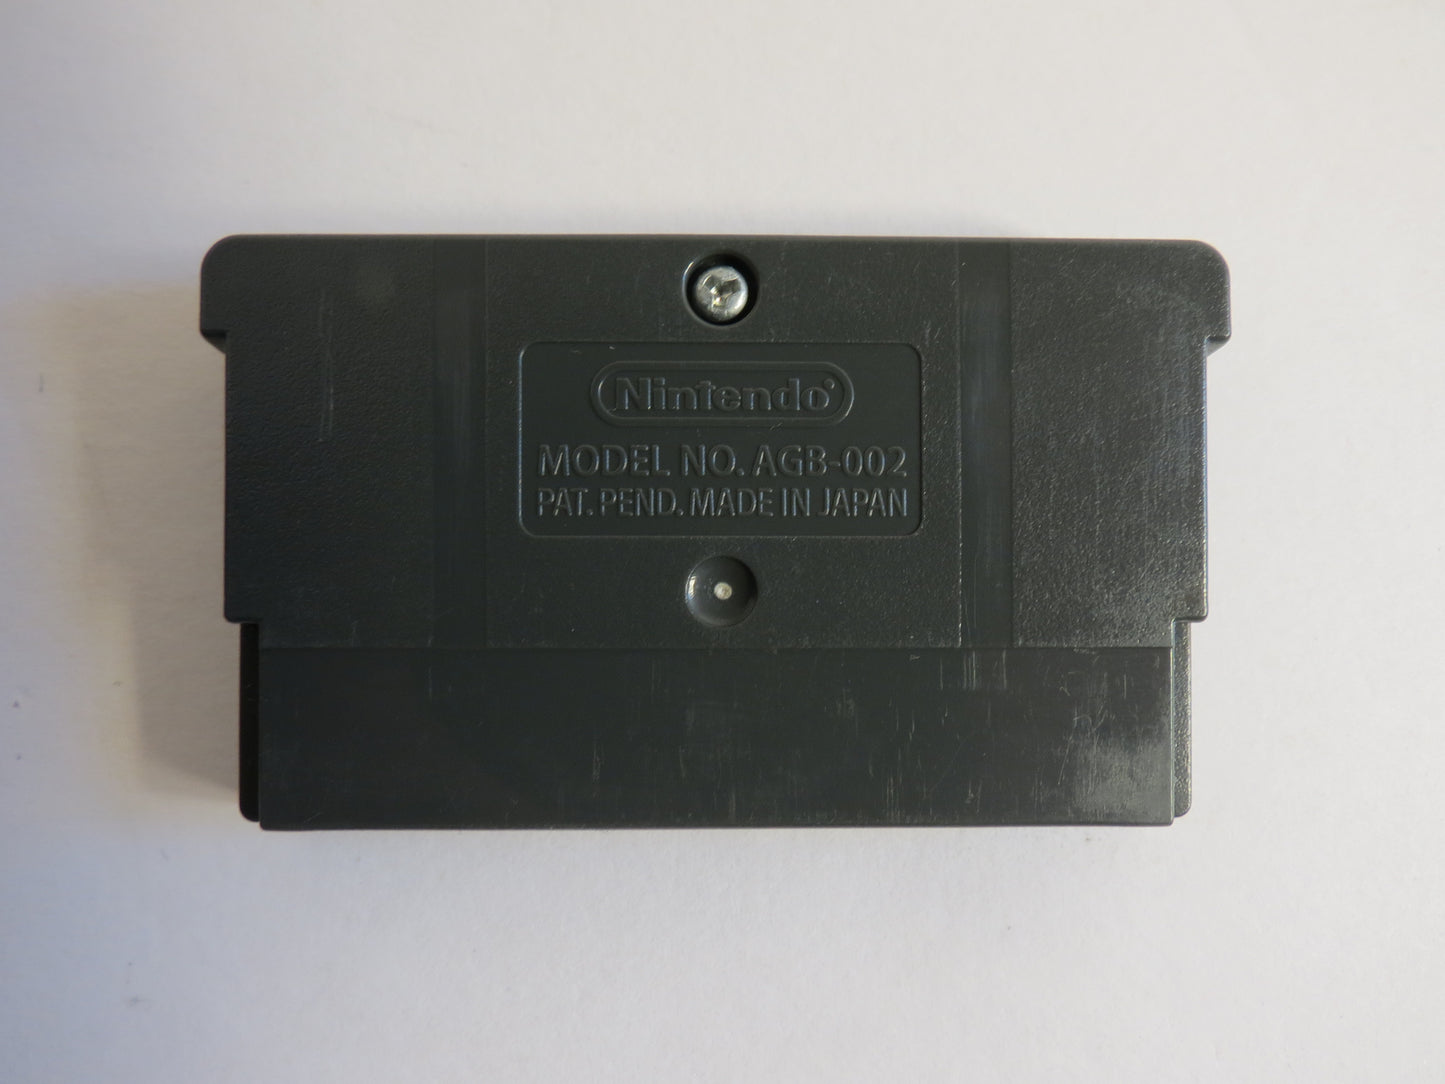 Nintendo®
MODEL NO. AGB-002
PAT. PEND. MADE IN JAPAN